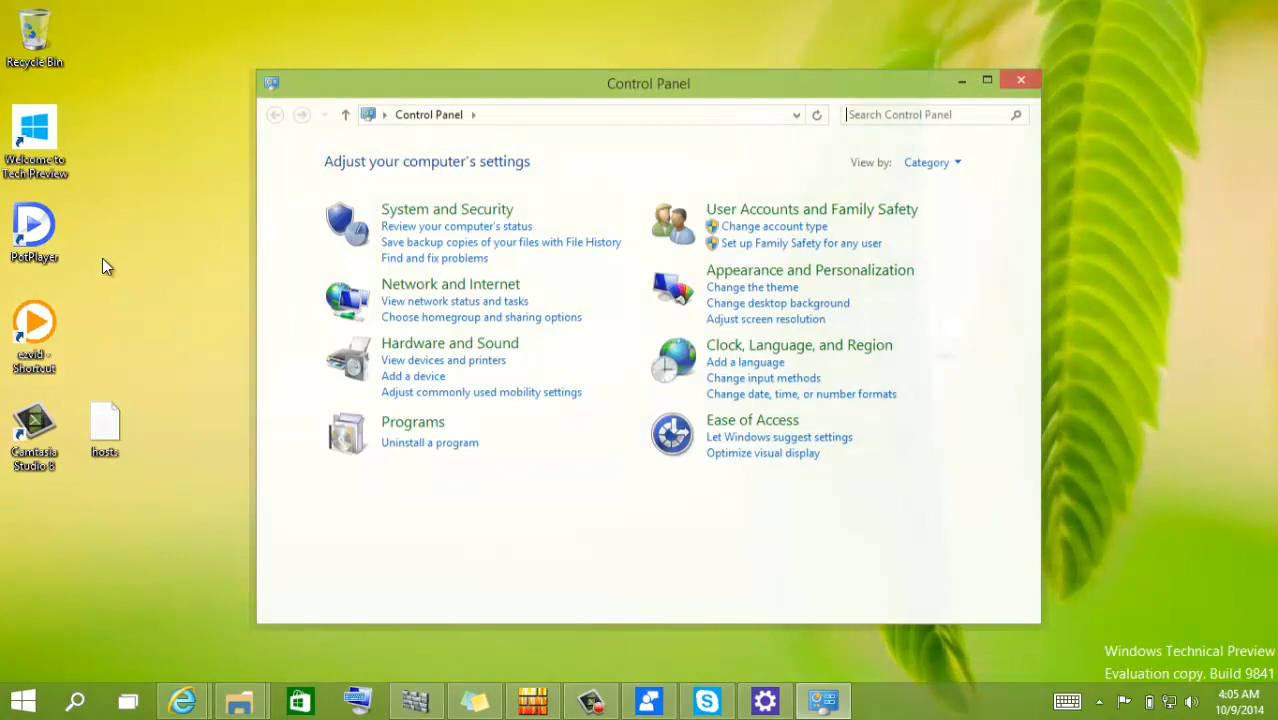 Recycle Bin
Welcome to
Tech Preview
PotPlayer
ezvid -
Shortcut
Camtasia
Studio 8
hosts
Control Panel
Control Panel
Search Control Panel
Adjust your computer's settings
View by: Category
System and Security
Review your computer's status
Save backup copies of your files with File History
Find and fix problems
Network and Internet
View network status and tasks
Choose homegroup and sharing options
Hardware and Sound
View devices and printers
Add a device
Adjust commonly used mobility settings
Programs
Uninstall a program
User Accounts and Family Safety
Change account type
Set up Family Safety for any user
Appearance and Personalization
Change the theme
Change desktop background
Adjust screen resolution
Clock, Language, and Region
Add a language
Change input methods
Change date, time, or number formats
Ease of Access
Let Windows suggest settings
Optimize visual display
Windows Technical Preview
Evaluation copy. Build 9841
4:05 AM
10/9/2014